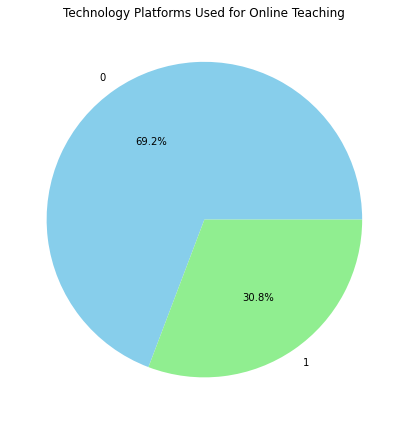 Technology Platforms Used for Online Teaching
0
69.2%
30.8%
1